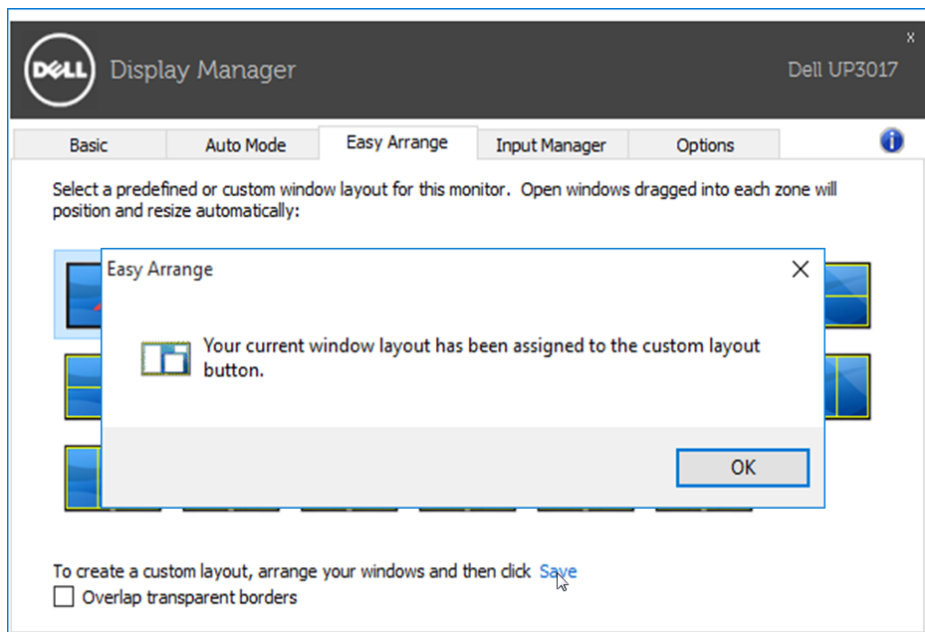 x
DELL
Display Manager
Dell UP3017
Basic
Auto Mode
Easy Arrange
Input Manager
Options
i
Select a predefined or custom window layout for this monitor. Open windows dragged into each zone will
position and resize automatically:
Easy Arrange
Your current window layout has been assigned to the custom layout
button.
OK
To create a custom layout, arrange your windows and then click Save
Overlap transparent borders